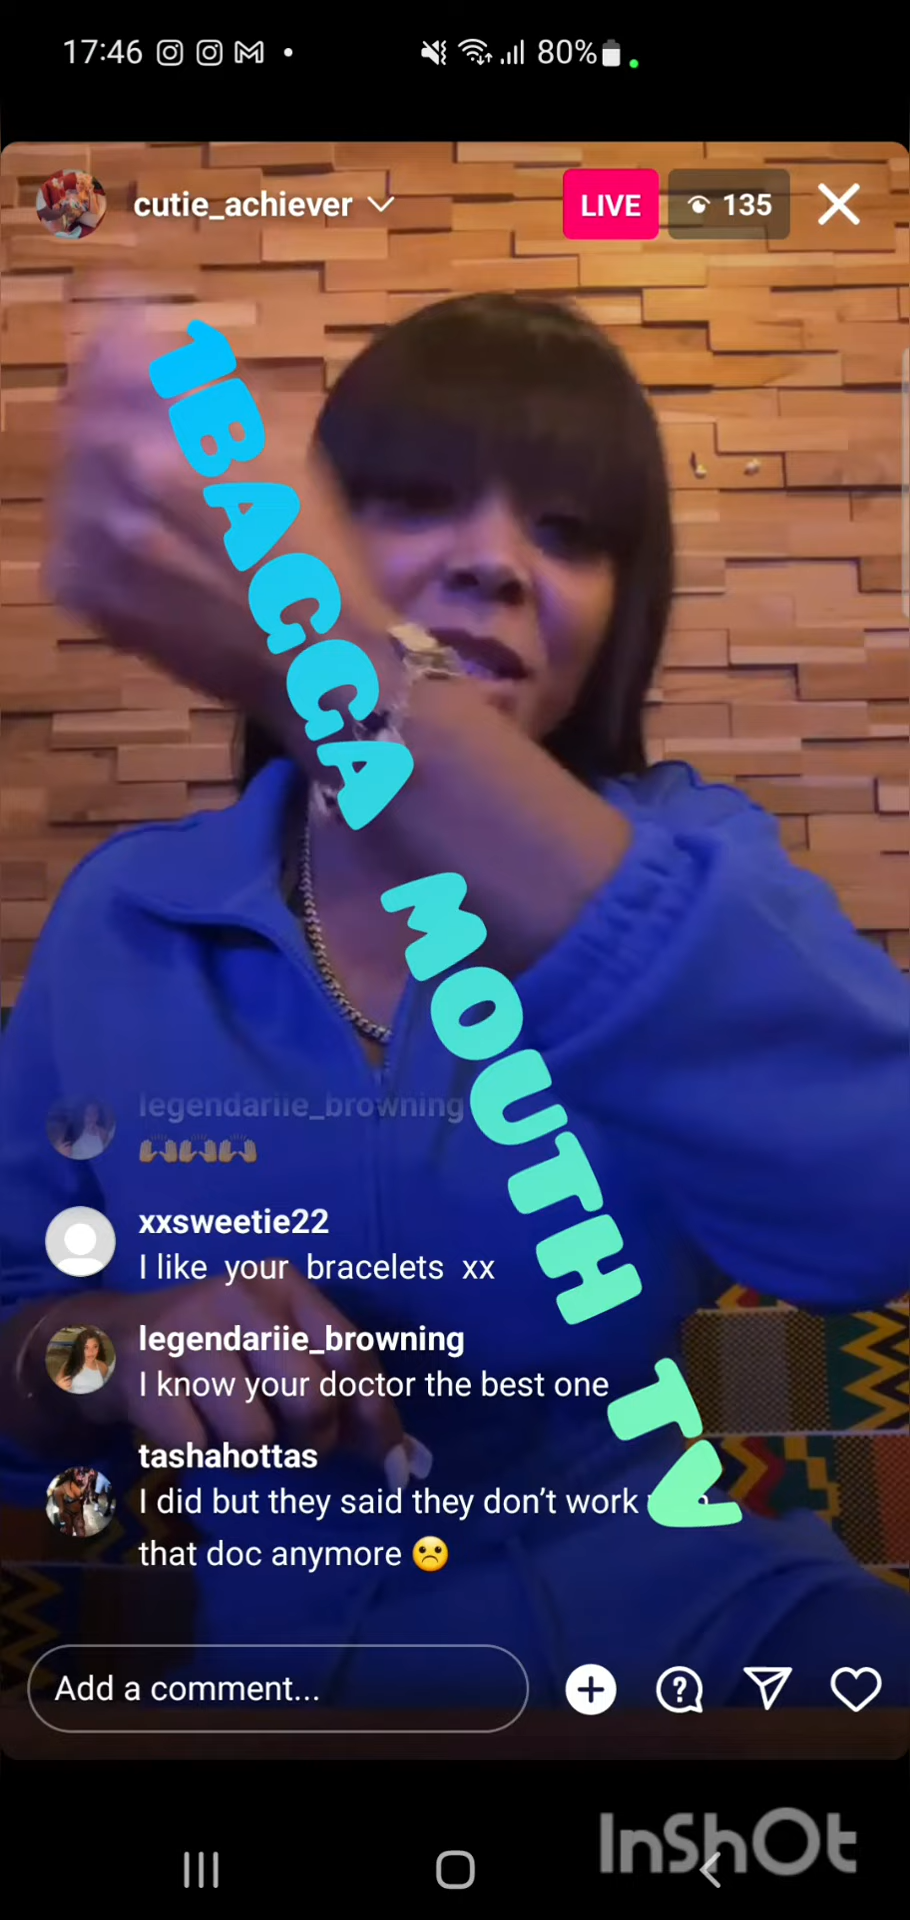 17:46
80%
cutie_achiever
LIVE
135
1BAGGA MOUTH TV
legendariie_browning
🙌🏽🙌🏽🙌🏽
xxsweetie22
I like your bracelets xx
legendariie_browning
I know your doctor the best one
tashahottas
I did but they said they don't work
that doc anymore ☹️
Add a comment...
InShOt